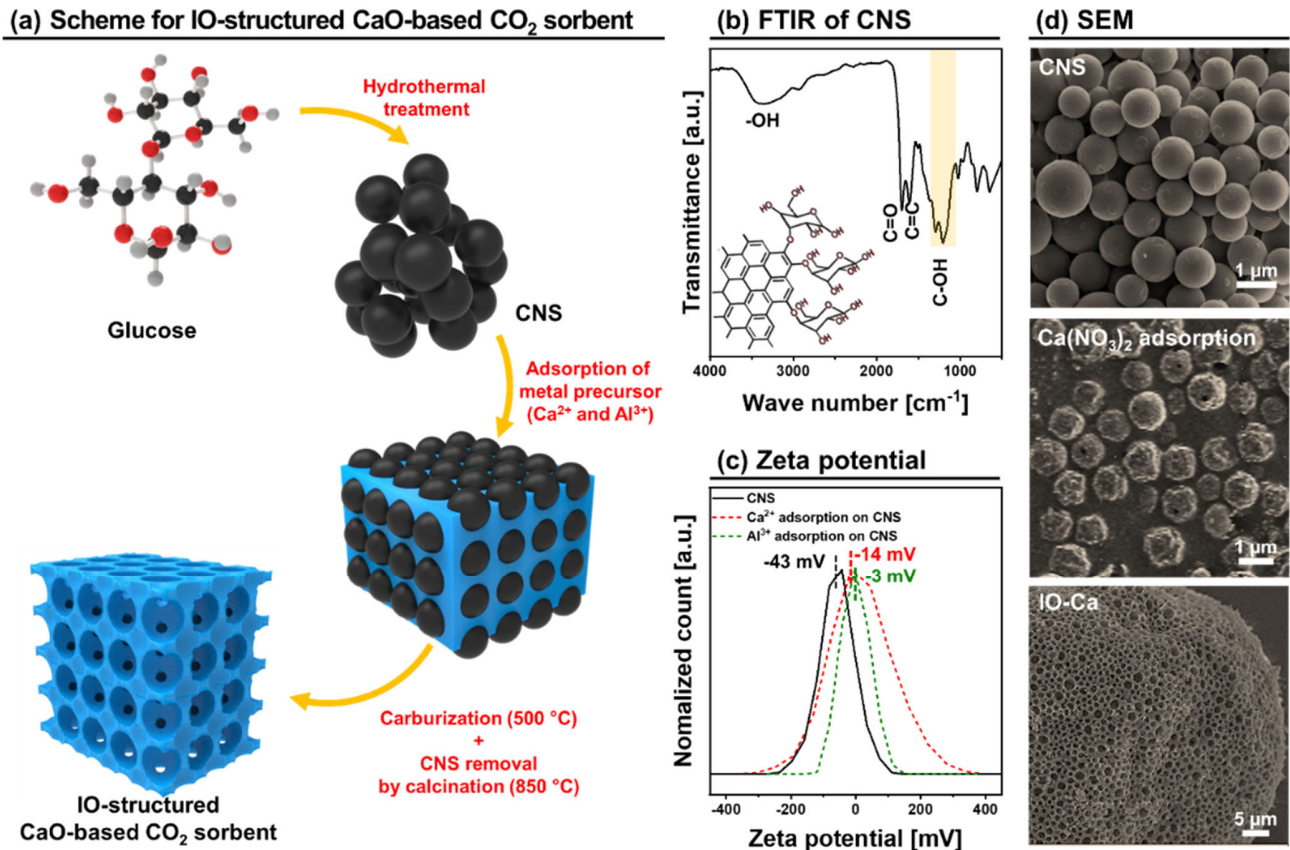 (a) Scheme for IO-structured CaO-based CO₂ sorbent
Hydrothermal
treatment
Glucose
CNS
Adsorption of
metal precursor
(Ca²⁺ and Al³⁺)
Carburization (500 °C)
+
CNS removal
by calcination (850 °C)
IO-structured
CaO-based CO₂ sorbent
(b) FTIR of CNS
Transmittance [a.u.]
-OH
C=O
C=C
C-OH
4000 3000 2000 1000
Wave number [cm⁻¹]
(c) Zeta potential
Nomalized count [a.u.]
CNS
Ca²⁺ adsorption on CNS
Al³⁺ adsorption on CNS
-43 mV
-14 mV
-3 mV
-400 -200 0 200 400
Zeta potential [mV]
(d) SEM
CNS
1 μm
Ca(NO₃)₂ adsorption
1 μm
IO-Ca
5 μm